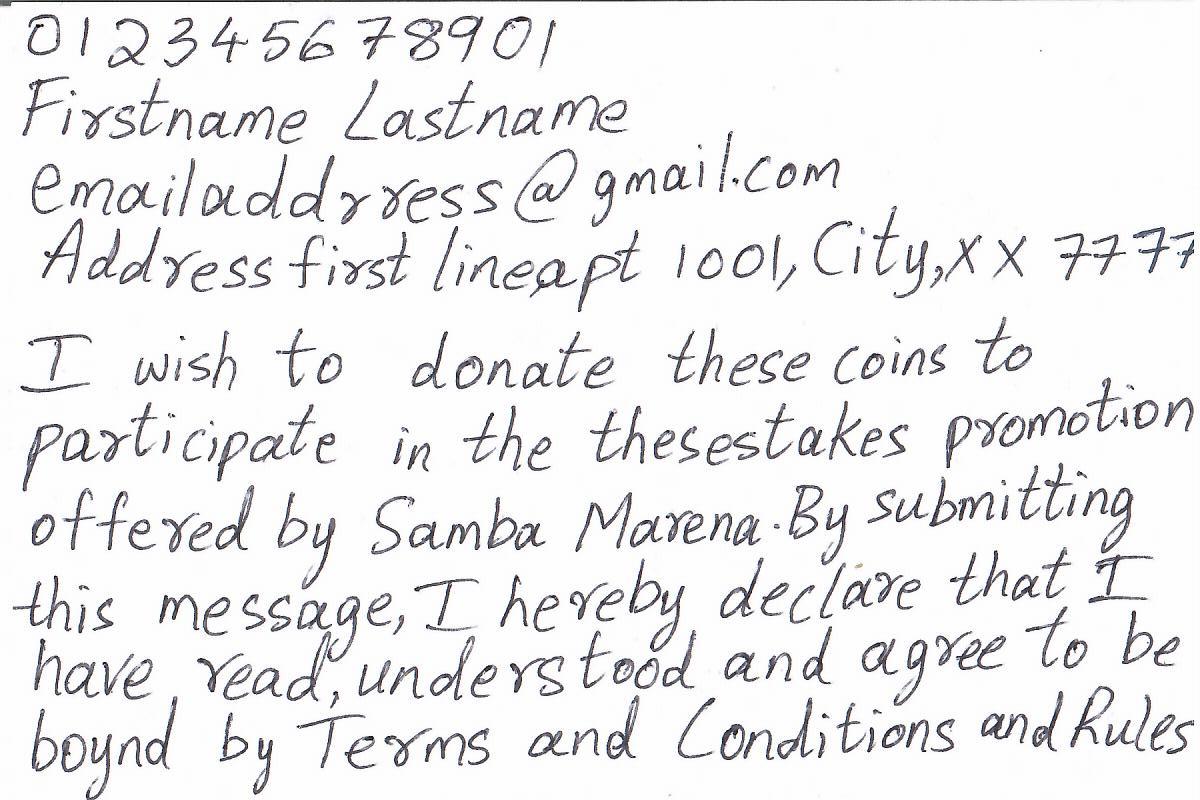 012345678901
Firstname Lastname
emailaddrress@gmail.com
Address first lineapt 1001, City,XX 7777
I wish to donate these coins to
participate in the thesestakes promotion
offered by Samba Marena. By submitting
this message, I hereby declare that I
have read, understood and agree to be
boynd by Terms and Conditions and Rules